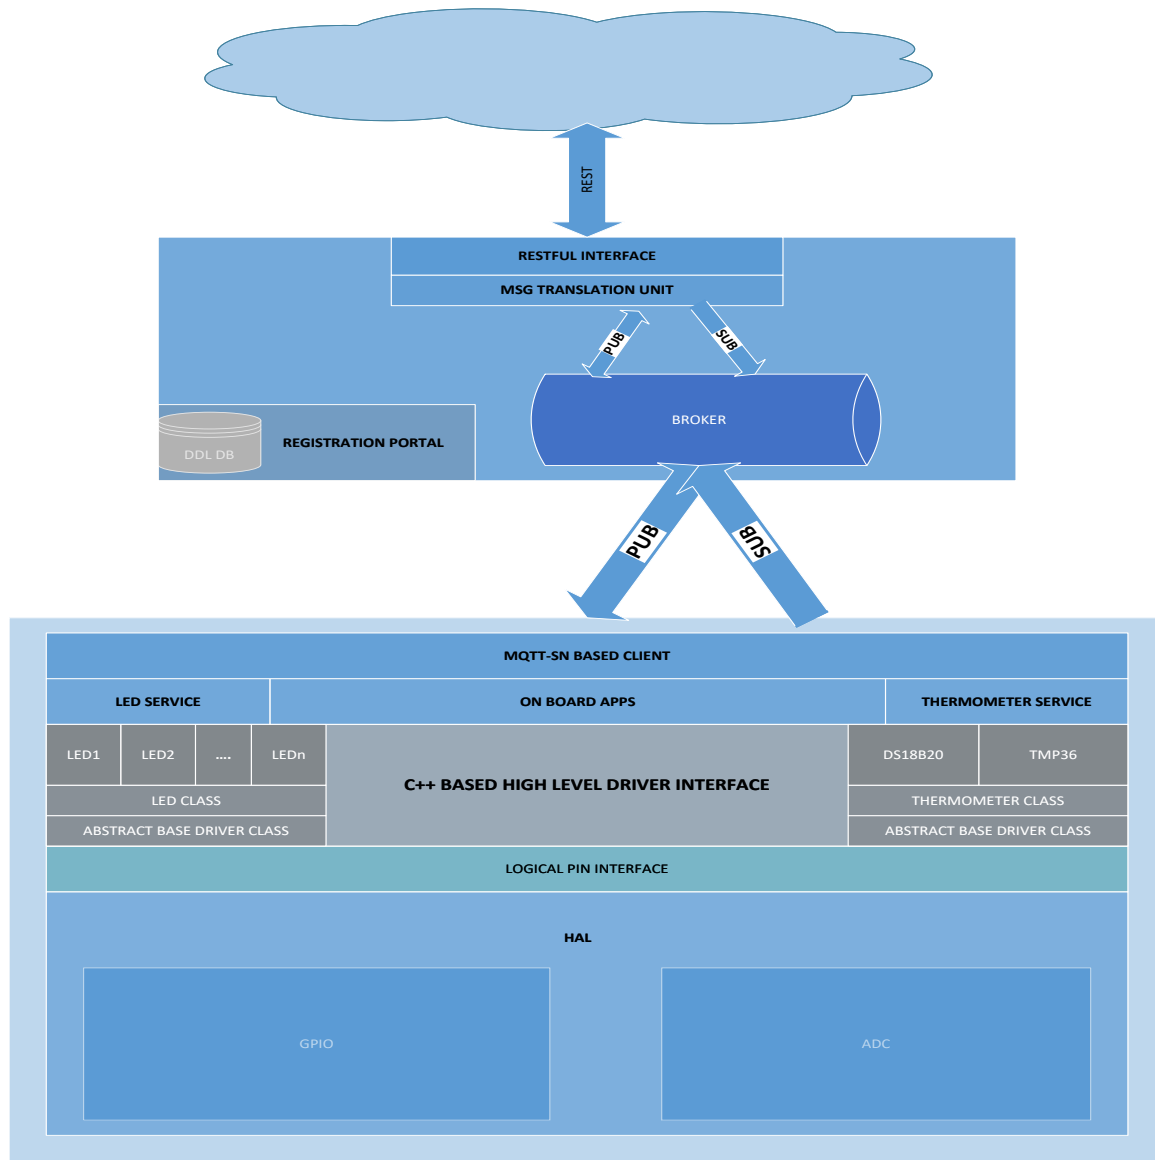 REST
RESTFUL INTERFACE
MSG TRANSLATION UNIT
PUB
SUB
BROKER
DDL DB
REGISTRATION PORTAL
PUB
SUB
MQTT-SN BASED CLIENT
LED SERVICE
ON BOARD APPS
THERMOMETER SERVICE
LED1
LED2
....
LEDn
C++ BASED HIGH LEVEL DRIVER INTERFACE
DS18B20
TMP36
LED CLASS
THERMOMETER CLASS
ABSTRACT BASE DRIVER CLASS
ABSTRACT BASE DRIVER CLASS
LOGICAL PIN INTERFACE
HAL
GPIO
ADC